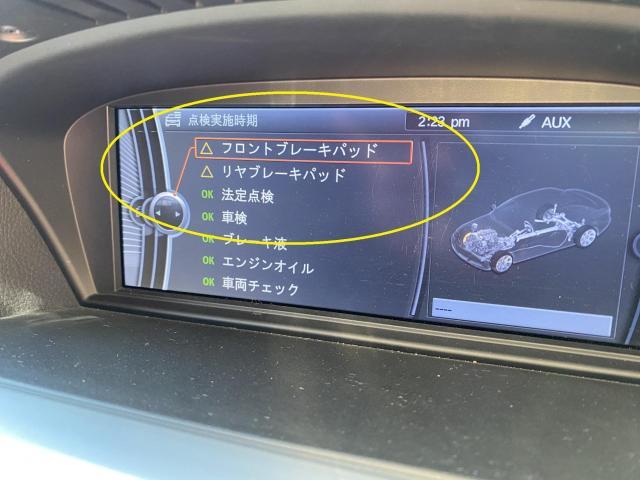 点検実施時期 2:23 pm AUX
△ フロントブレーキパッド
△ リヤブレーキパッド
OK 法定点検
OK 車検
OK ブレーキ液
OK エンジンオイル
OK 車両チェック
----